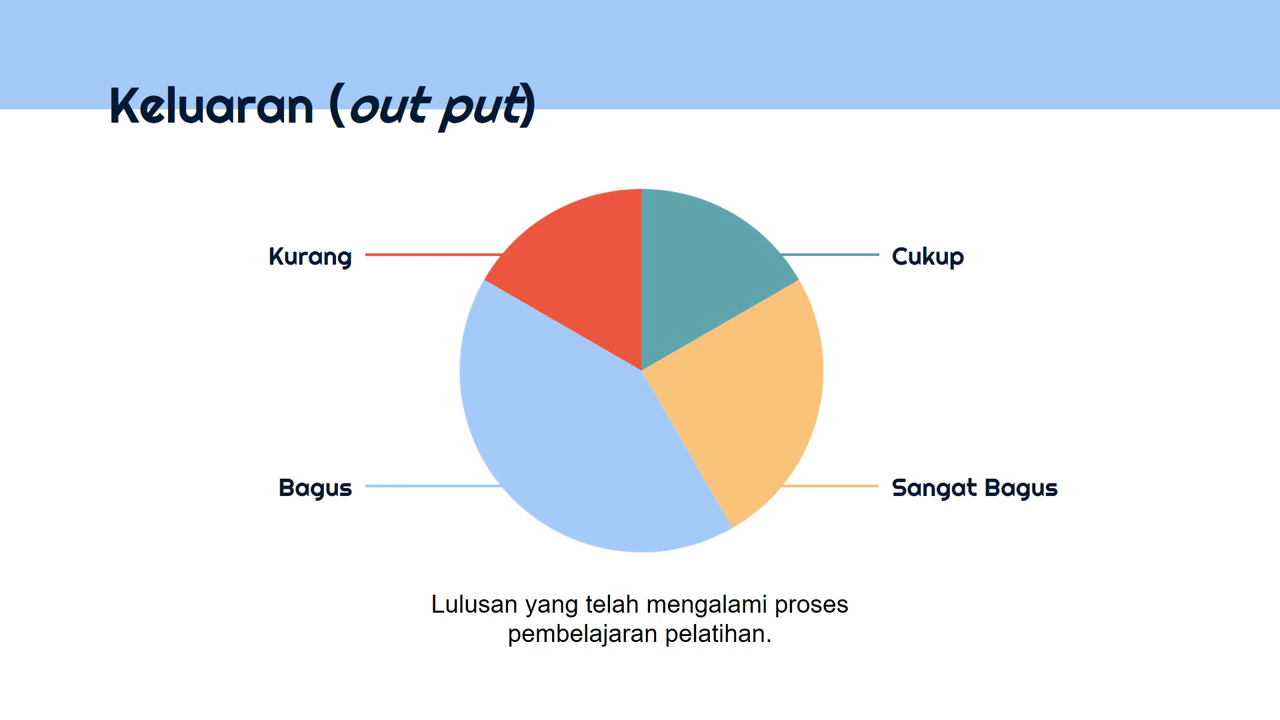 Keluaran (out put)
Kurang
Cukup
Bagus
Sangat Bagus
Lulusan yang telah mengalami proses
pembelajaran pelatihan.